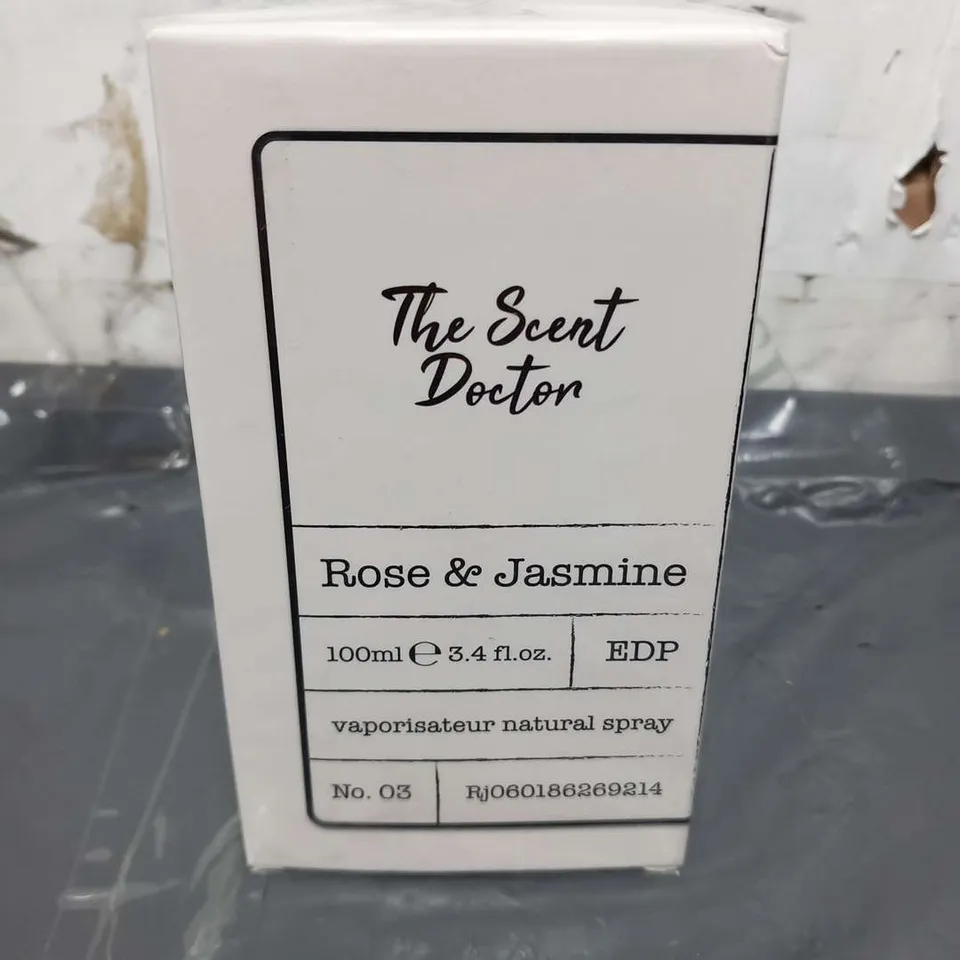 The Scent
Doctor
Rose & Jasmine
100ml ℮ 3.4 fl.oz.
EDP
vaporisateur natural spray
No. 03
Rj060186269214